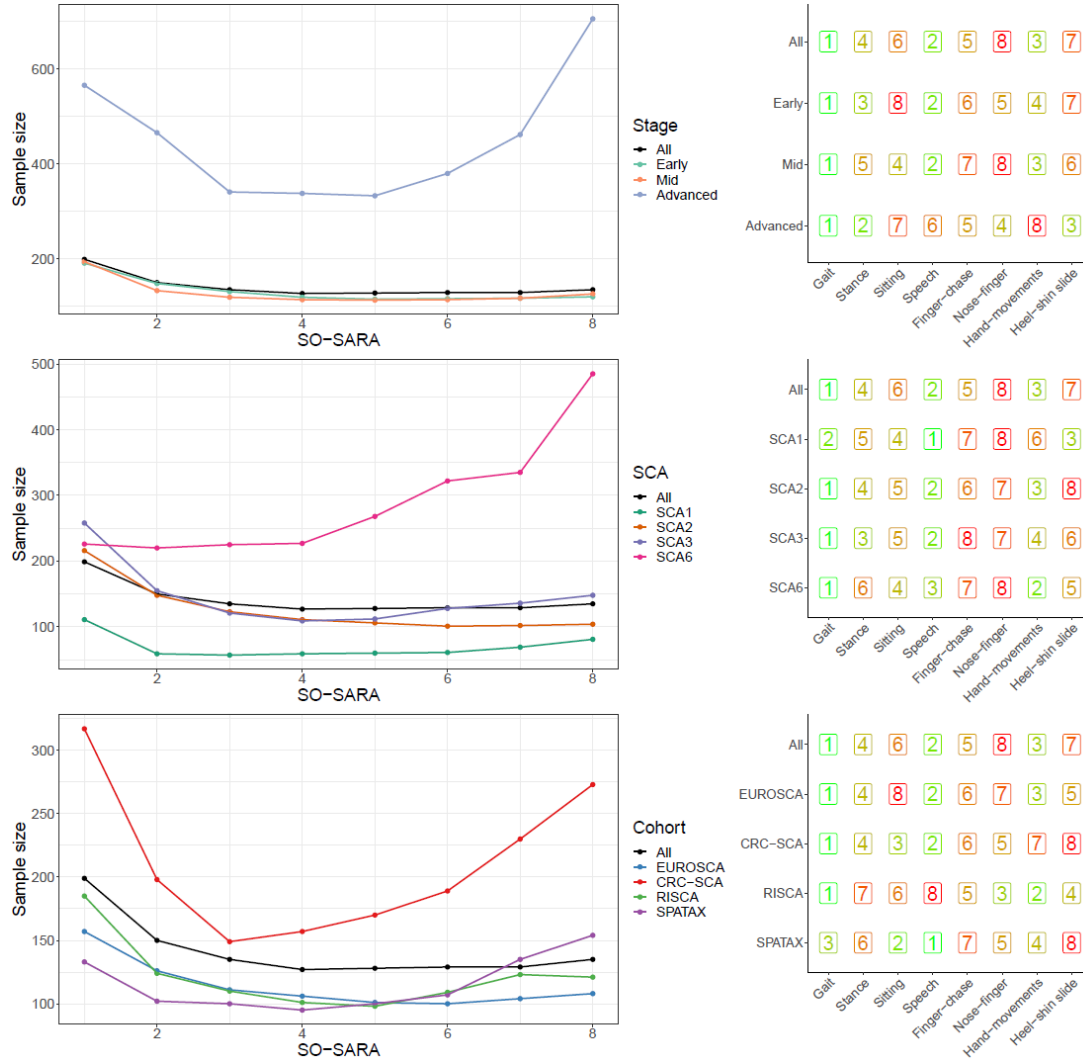 Sample size
600
400
200
2
4
6
8
SO-SARA
Stage
All
Early
Mid
Advanced
All 1 4 6 2 5 8 3 7
Early 1 3 8 2 6 5 4 7
Mid 1 5 4 2 7 8 3 6
Advanced 1 2 7 6 5 4 8 3
Gait Stance Sitting Speech Finger-chase Nose-finger Hand-movements Heel-shin slide
Sample size
500
400
300
200
100
2
4
6
8
SO-SARA
SCA
All
SCA1
SCA2
SCA3
SCA6
All 1 4 6 2 5 8 3 7
SCA1 2 5 4 1 7 8 6 3
SCA2 1 4 5 2 6 7 3 8
SCA3 1 3 5 2 8 7 4 6
SCA6 1 6 4 3 7 8 2 5
Gait Stance Sitting Speech Finger-chase Nose-finger Hand-movements Heel-shin slide
Sample size
300
250
200
150
100
2
4
6
8
SO-SARA
Cohort
All
EUROSCA
CRC-SCA
RISCA
SPATAX
All 1 4 6 2 5 8 3 7
EUROSCA 1 4 8 2 6 7 3 5
CRC-SCA 1 4 3 2 6 5 7 8
RISCA 1 7 6 8 5 3 2 4
SPATAX 3 6 2 1 7 5 4 8
Gait Stance Sitting Speech Finger-chase Nose-finger Hand-movements Heel-shin slide